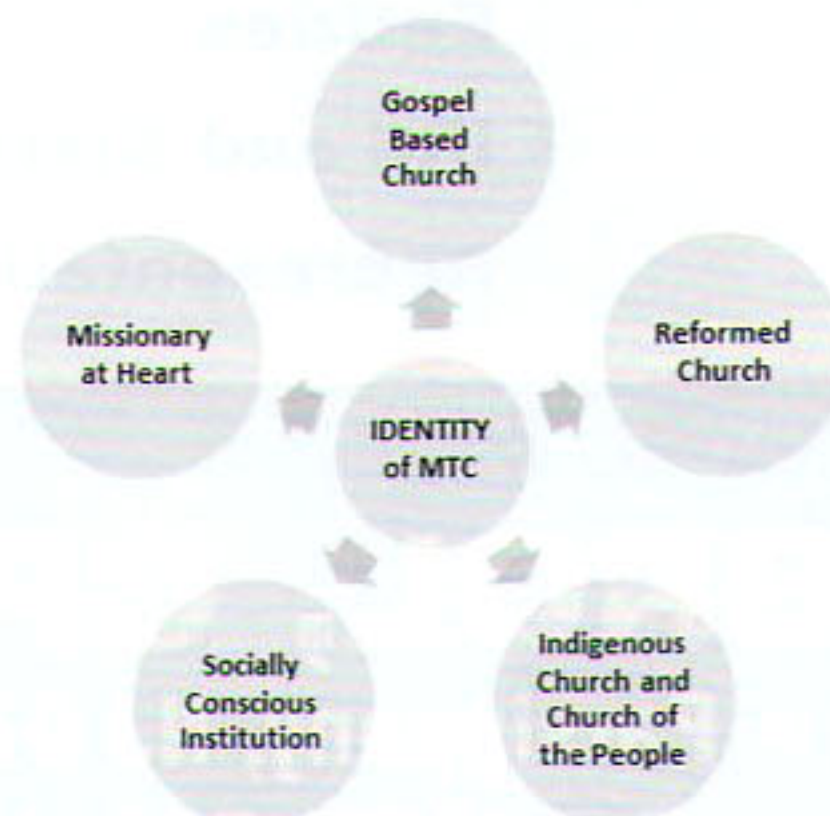 Gospel
Based
Church
Missionary
at Heart
Reformed
Church
IDENTITY
of MTC
Socially
Conscious
Institution
Indigenous
Church and
Church of
the People